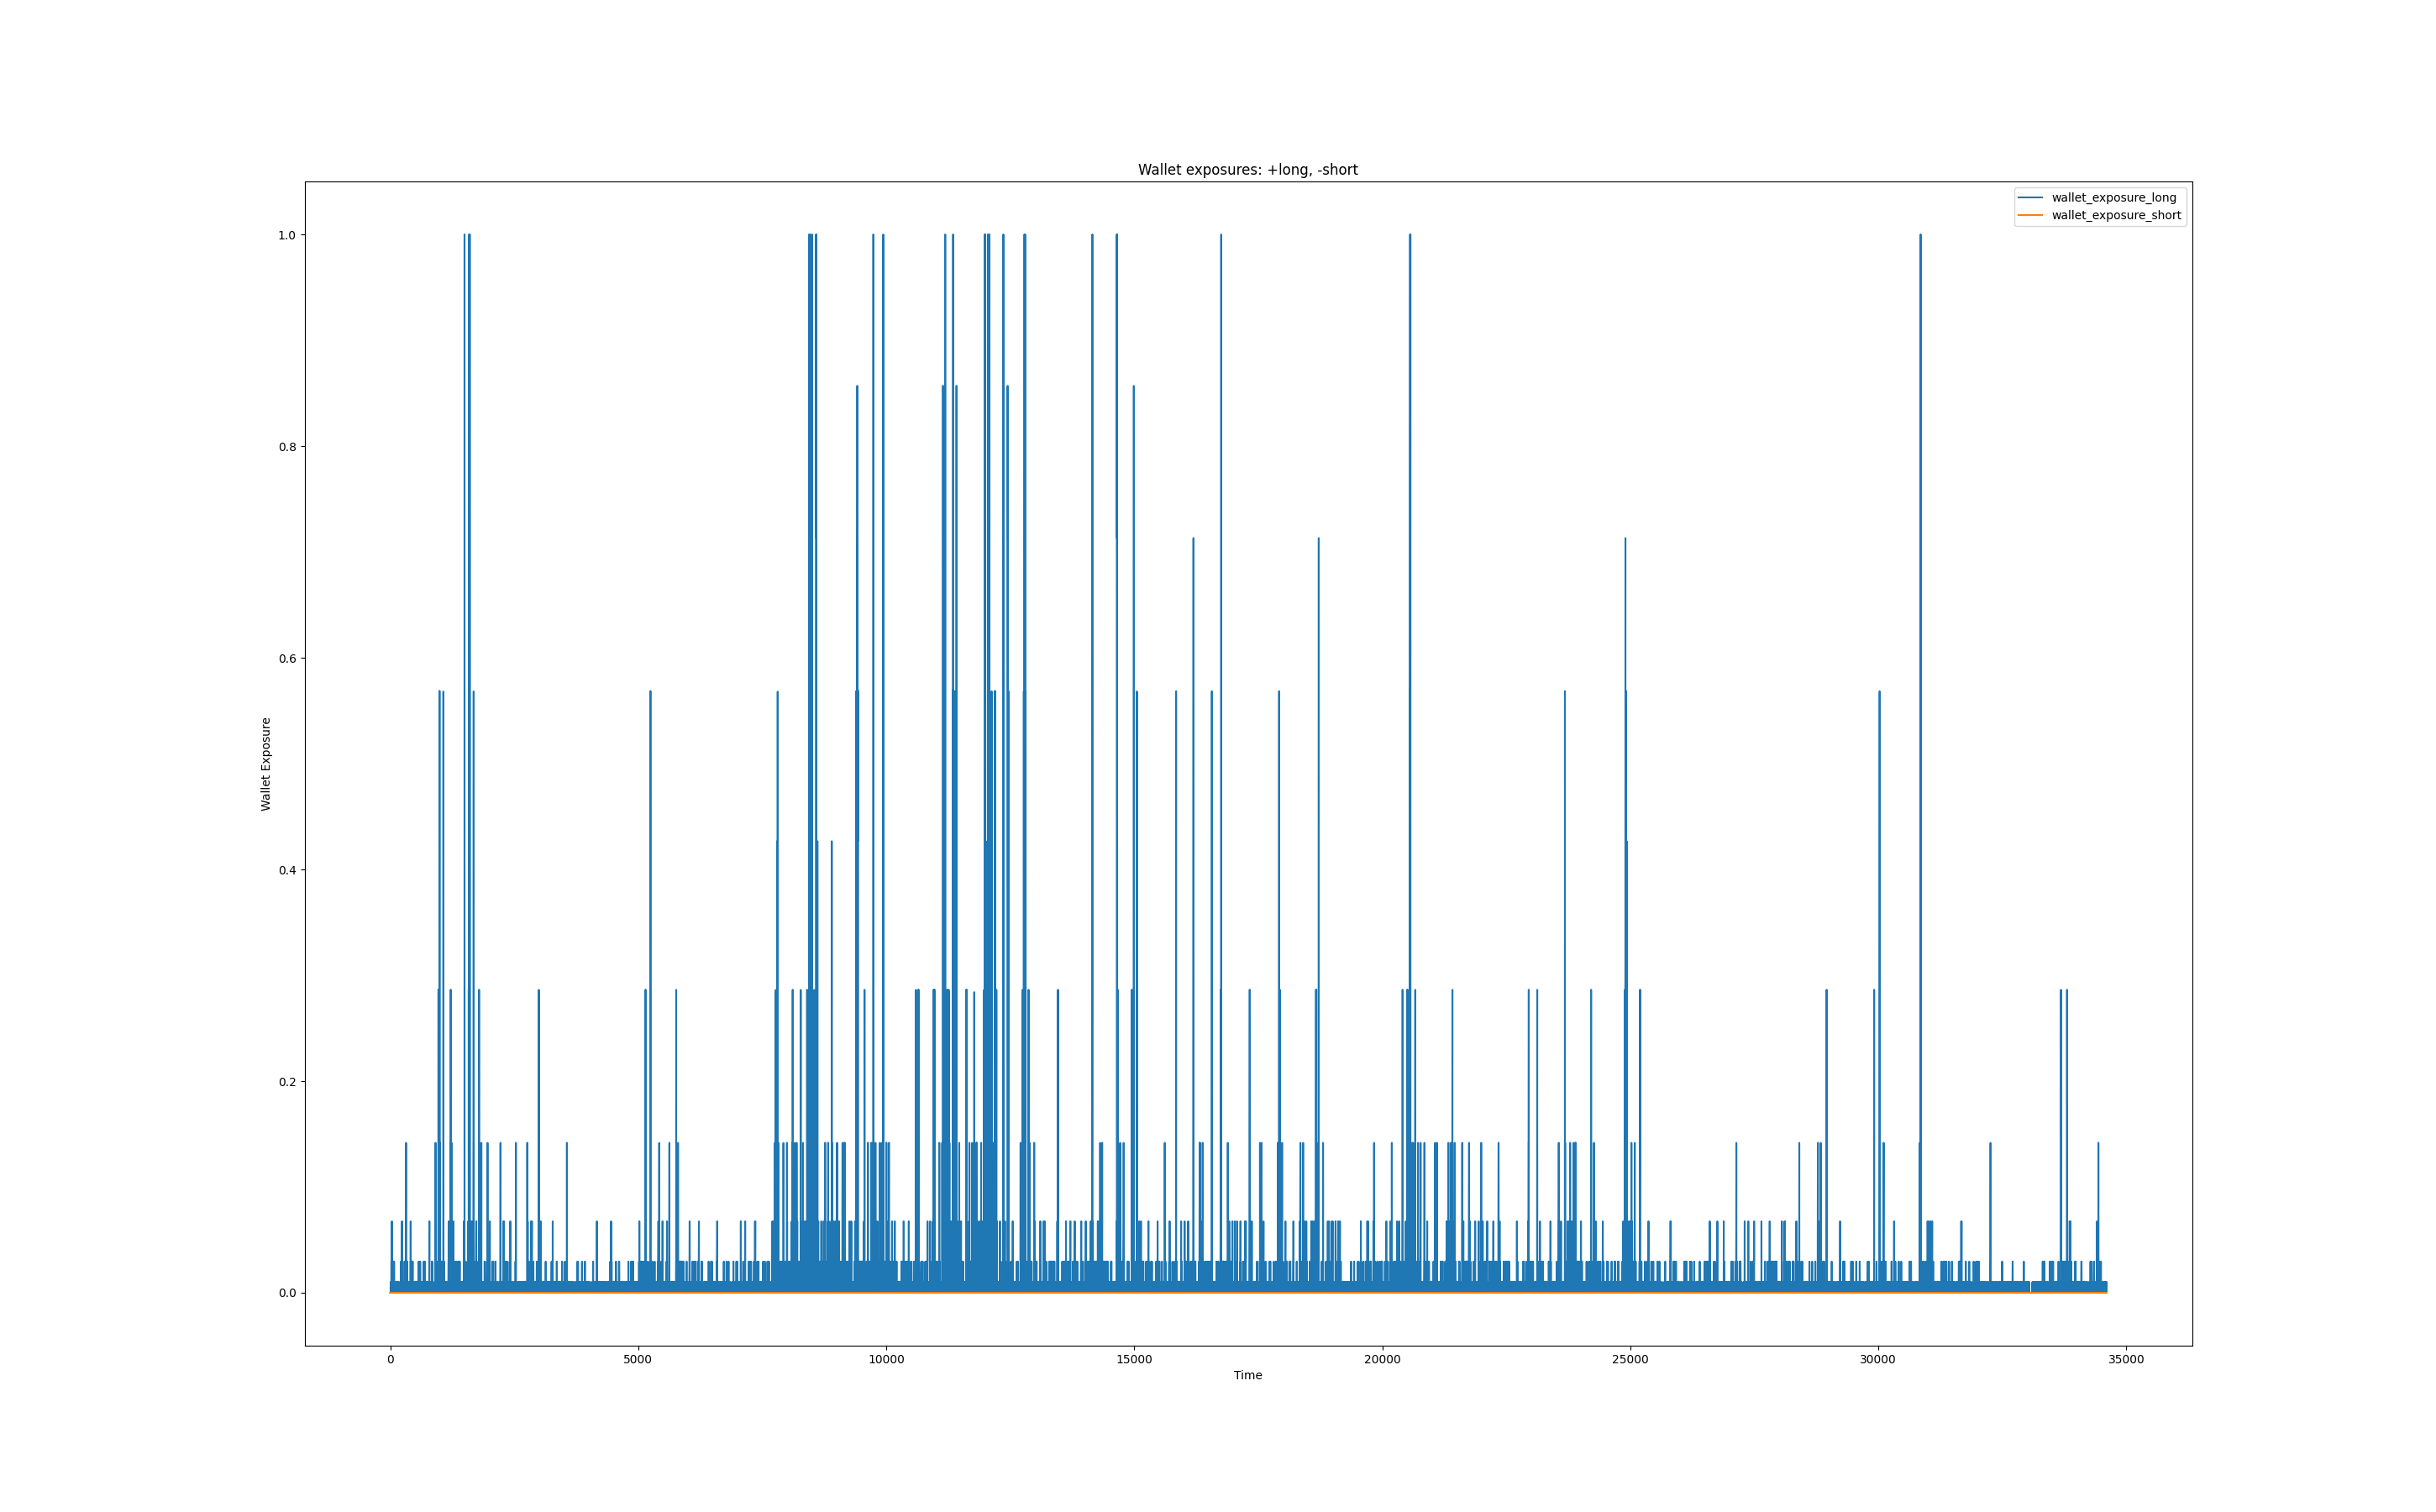 Wallet exposures: +long, -short
wallet_exposure_long
wallet_exposure_short
1.0
0.8
0.6
0.4
0.2
0.0
Wallet Exposure
0 5000 10000 15000 20000 25000 30000 35000
Time